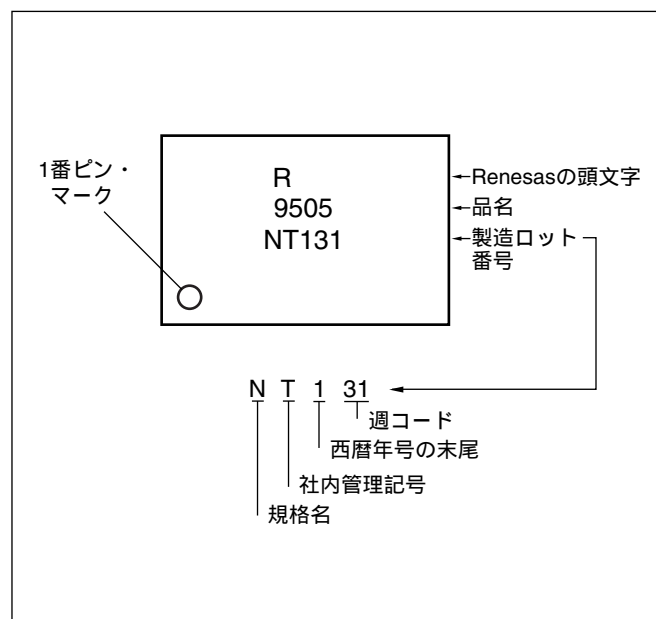 1番ピン・
マーク
R
9505
NT131
Renesasの頭文字
品名
製造ロット
番号
N T 1 31
週コード
西暦年号の末尾
社内管理記号
規格名